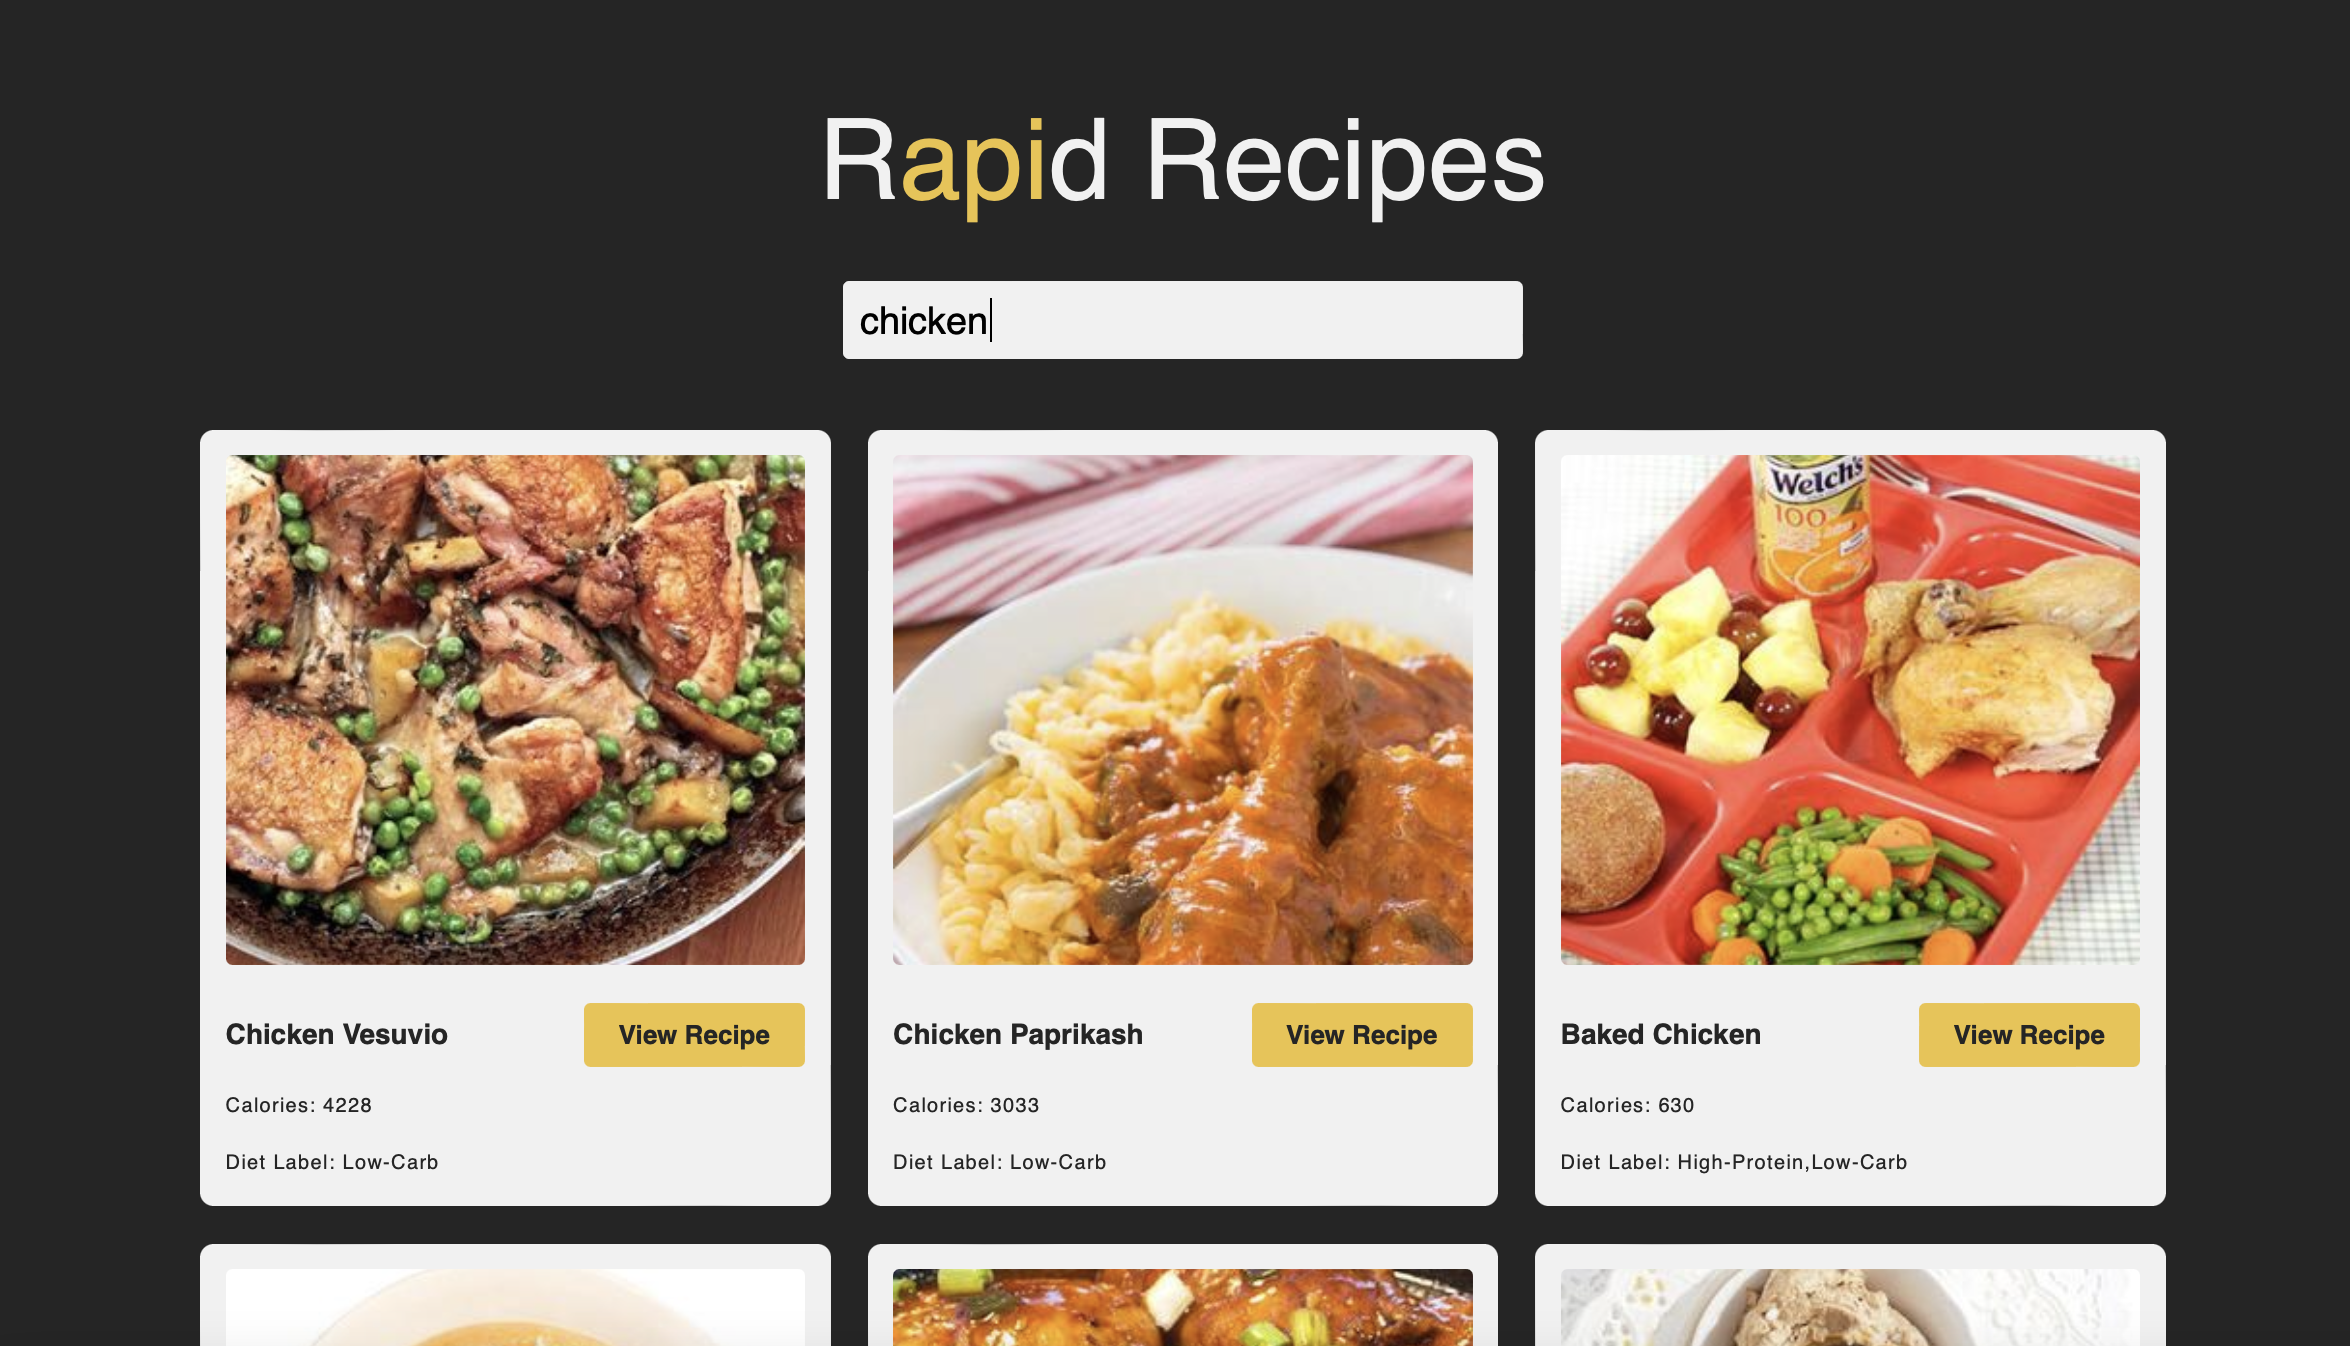 Rapid Recipes
chicken
Welch's
100
Chicken Vesuvio
View Recipe
Calories: 4228
Diet Label: Low-Carb
Chicken Paprikash
View Recipe
Calories: 3033
Diet Label: Low-Carb
Baked Chicken
View Recipe
Calories: 630
Diet Label: High-Protein,Low-Carb